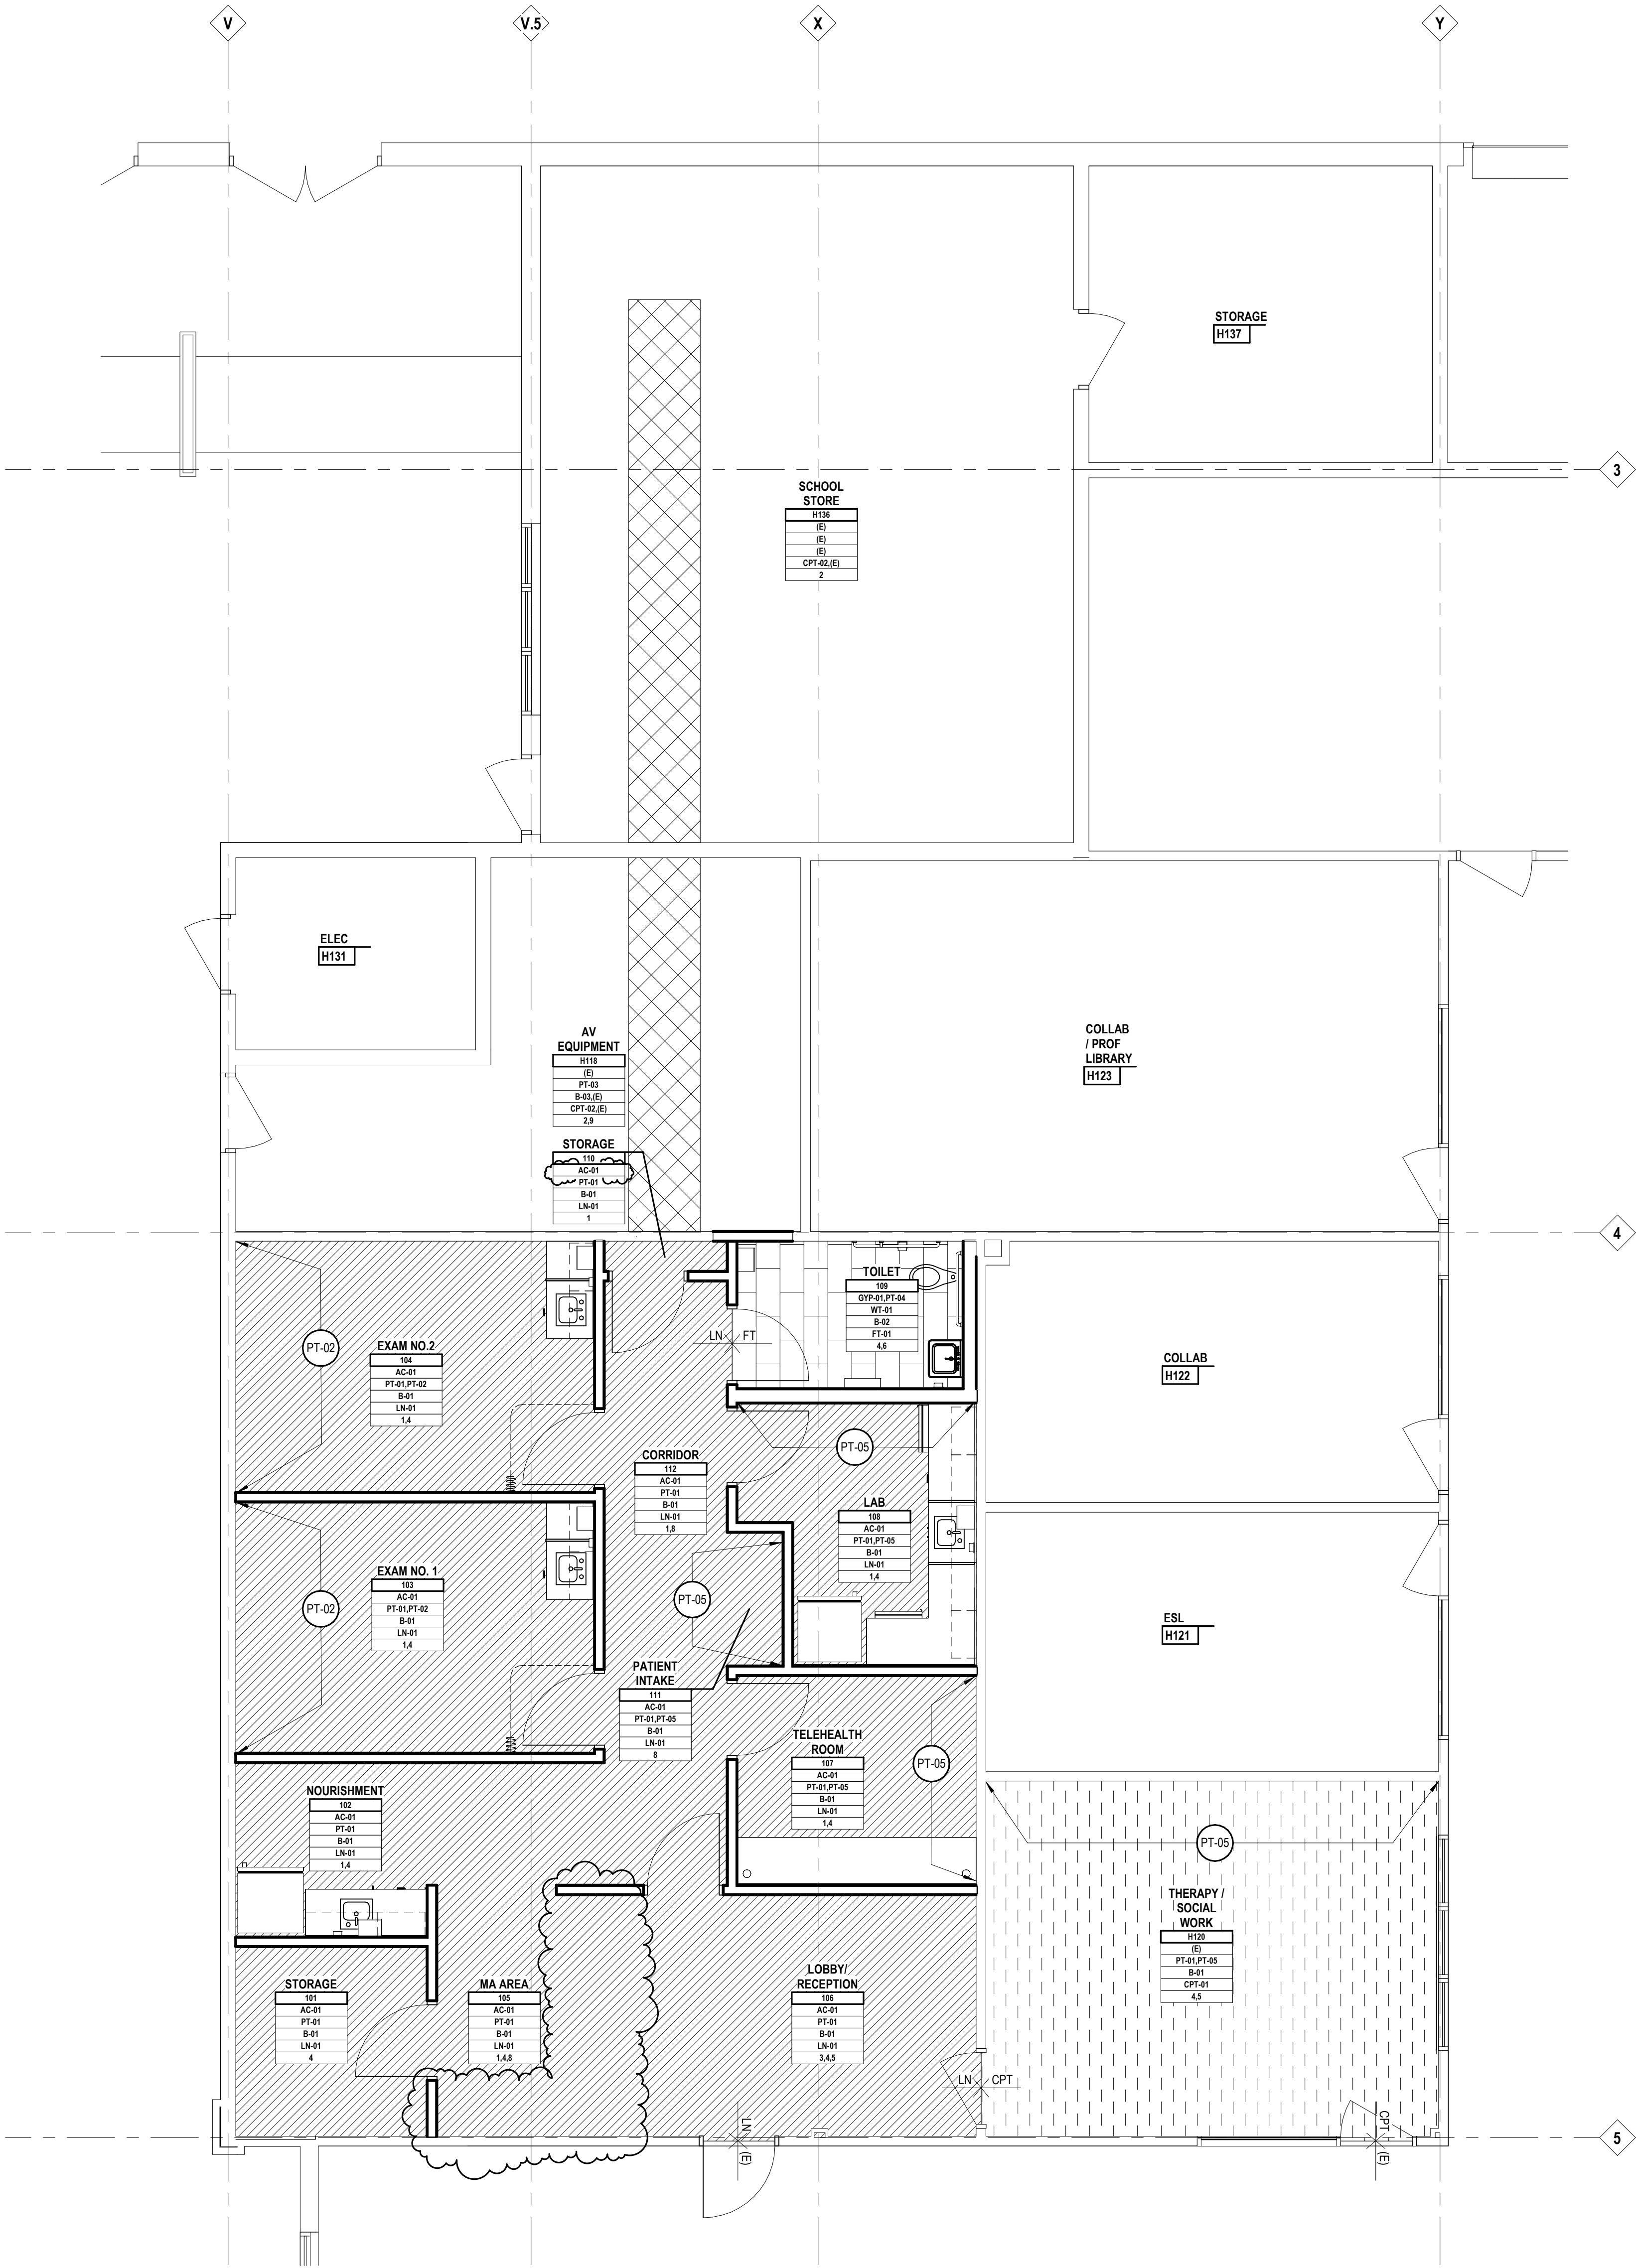 V
V.5
X
Y
STORAGE
H137
3
SCHOOL
STORE
H136
(E)
(E)
(E)
CPT-02,(E)
2
ELEC
H131
AV
EQUIPMENT
H118
(E)
PT-03
B-03,(E)
CPT-02,(E)
2,9
COLLAB
/ PROF
LIBRARY
H123
STORAGE
110
AC-01
PT-01
B-01
LN-01
1
4
TOILET
109
GYP-01,PT-04
WT-01
B-02
FT-01
4,6
LN
FT
PT-02
EXAM NO.2
104
AC-01
PT-01,PT-02
B-01
LN-01
1,4
COLLAB
H122
PT-05
CORRIDOR
112
AC-01
PT-01
B-01
LN-01
1,8
LAB
108
AC-01
PT-01,PT-05
B-01
LN-01
1,4
EXAM NO. 1
103
AC-01
PT-01,PT-02
B-01
LN-01
1,4
PT-02
PT-05
ESL
H121
PATIENT
INTAKE
111
AC-01
PT-01,PT-05
B-01
LN-01
8
TELEHEALTH
ROOM
107
AC-01
PT-01,PT-05
B-01
LN-01
1,4
PT-05
NOURISHMENT
102
AC-01
PT-01
B-01
LN-01
1,4
PT-05
THERAPY /
SOCIAL
WORK
H120
(E)
PT-01,PT-05
B-01
CPT-01
4,5
STORAGE
101
AC-01
PT-01
B-01
LN-01
4
MA AREA
105
AC-01
PT-01
B-01
LN-01
1,4,8
LOBBY/
RECEPTION
106
AC-01
PT-01
B-01
LN-01
3,4,5
LN
CPT
LN
(E)
CPT
(E)
5